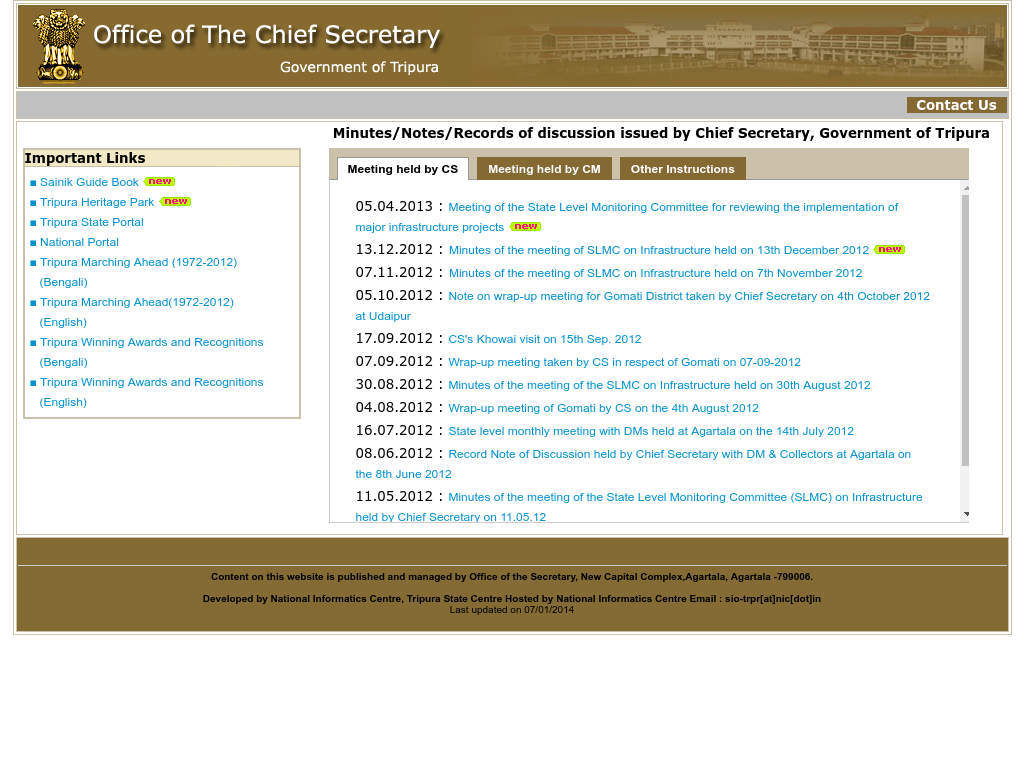 Office of The Chief Secretary
Government of Tripura
Contact Us
Minutes/Notes/Records of discussion issued by Chief Secretary, Government of Tripura
Important Links
Sainik Guide Book new
Tripura Heritage Park new
Tripura State Portal
National Portal
Tripura Marching Ahead (1972-2012)
(Bengali)
Tripura Marching Ahead(1972-2012)
(English)
Tripura Winning Awards and Recognitions
(Bengali)
Tripura Winning Awards and Recognitions
(English)
Meeting held by CS Meeting held by CM Other Instructions
05.04.2013 : Meeting of the State Level Monitoring Committee for reviewing the implementation of
major infrastructure projects new
13.12.2012 : Minutes of the meeting of SLMC on Infrastructure held on 13th December 2012 new
07.11.2012 : Minutes of the meeting of SLMC on Infrastructure held on 7th November 2012
05.10.2012 : Note on wrap-up meeting for Gomati District taken by Chief Secretary on 4th October 2012
at Udaipur
17.09.2012 : CS's Khowai visit on 15th Sep. 2012
07.09.2012 : Wrap-up meeting taken by CS in respect of Gomati on 07-09-2012
30.08.2012 : Minutes of the meeting of the SLMC on Infrastructure held on 30th August 2012
04.08.2012 : Wrap-up meeting of Gomati by CS on the 4th August 2012
16.07.2012 : State level monthly meeting with DMs held at Agartala on the 14th July 2012
08.06.2012 : Record Note of Discussion held by Chief Secretary with DM & Collectors at Agartala on
the 8th June 2012
11.05.2012 : Minutes of the meeting of the State Level Monitoring Committee (SLMC) on Infrastructure
held by Chief Secretary on 11.05.12
Content on this website is published and managed by Office of the Secretary, New Capital Complex,Agartala, Agartala -799006.
Developed by National Informatics Centre, Tripura State Centre Hosted by National Informatics Centre Email : sio-trpr[at]nic[dot]in
Last updated on 07/01/2014